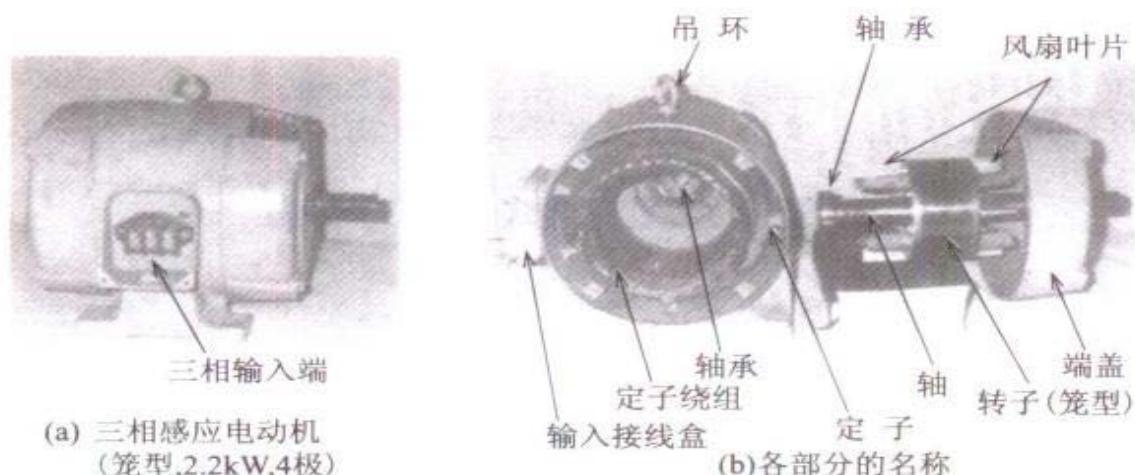 吊 环
轴 承
风扇叶片
三相输入端
轴承
定子绕组
输入接线盒
定 子
轴
端盖
转子(笼型)
(a) 三相感应电动机
(笼型,2.2kW,4极)
(b)各部分的名称